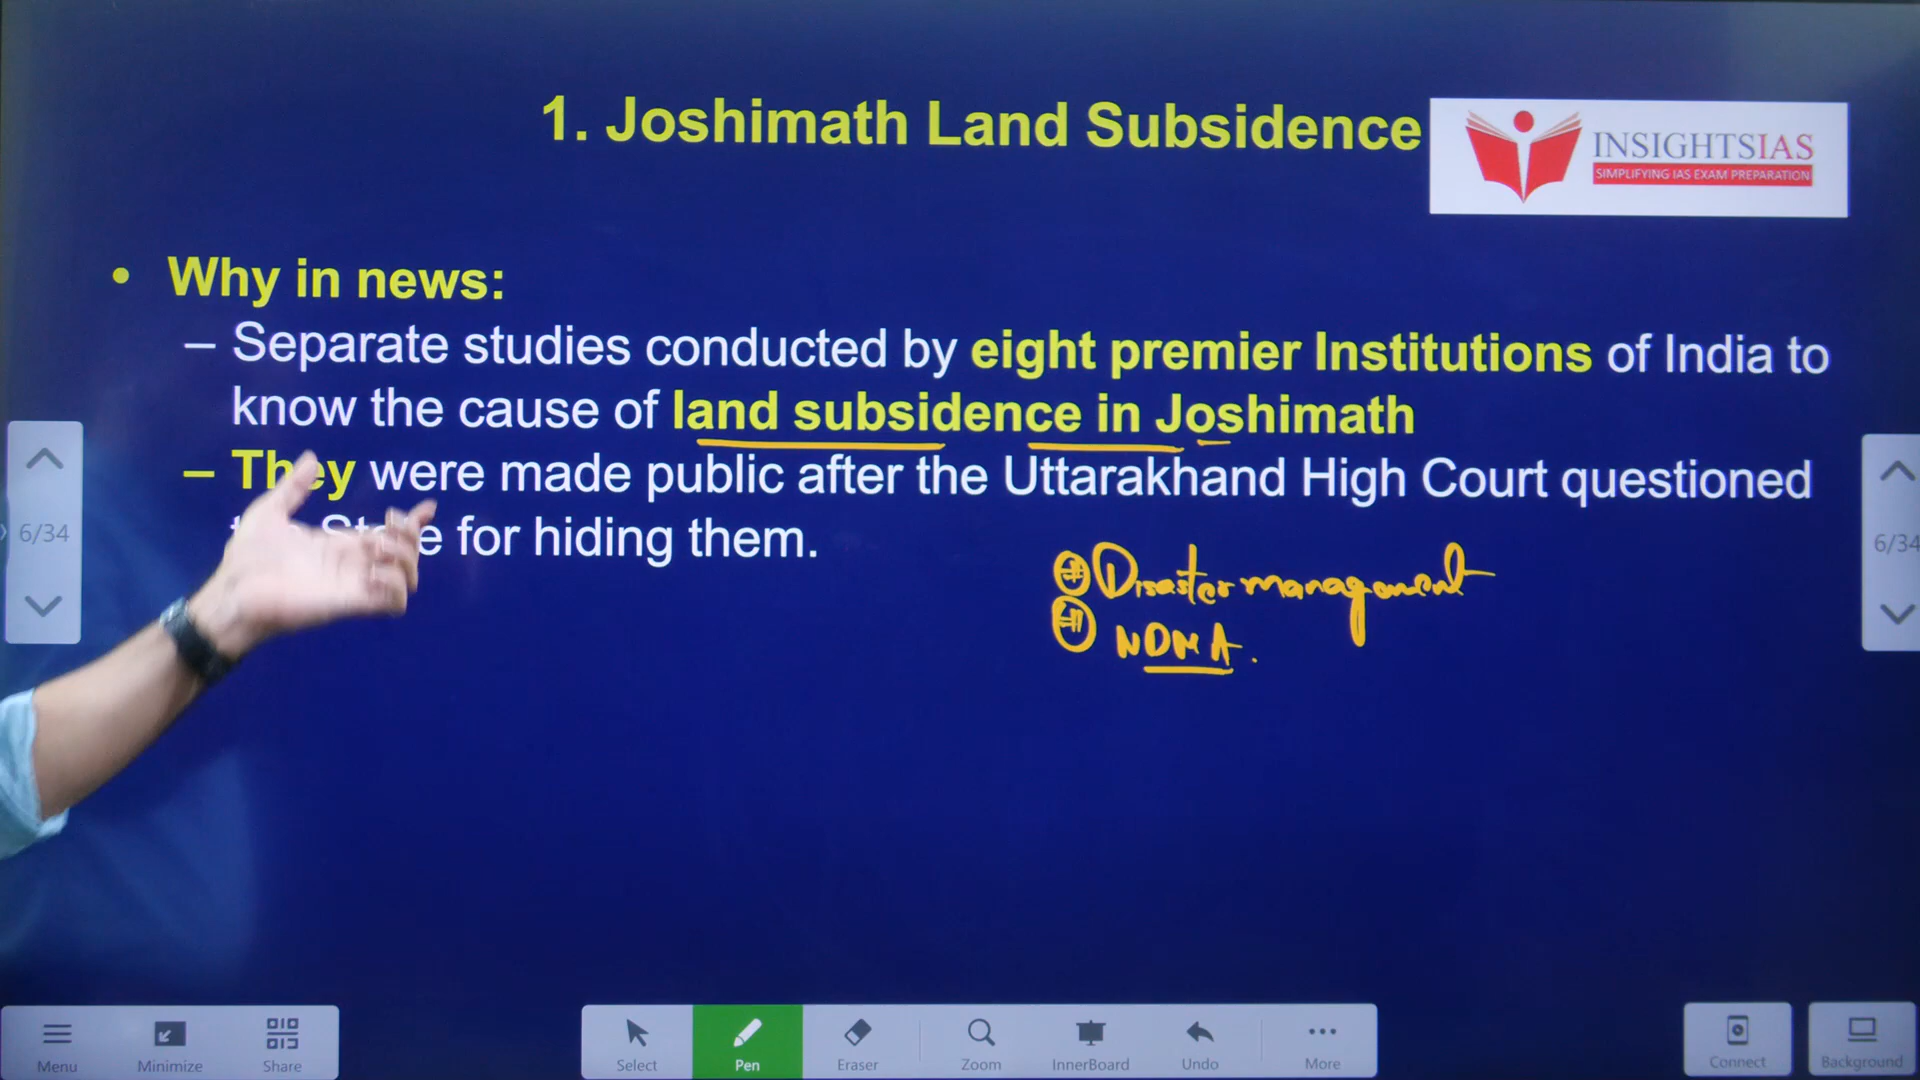 1. Joshimath Land Subsidence
INSIGHTSIAS
SIMPLIFYING IAS EXAM PREPARATION
• Why in news:
– Separate studies conducted by eight premier Institutions of India to
know the cause of land subsidence in Joshimath
– They were made public after the Uttarakhand High Court questioned
for hiding them.
# Disaster management
# NDMA.
6/34
6/34
Menu
Minimize
Share
Select
Pen
Eraser
Zoom
InnerBoard
Undo
More
Connect
Background